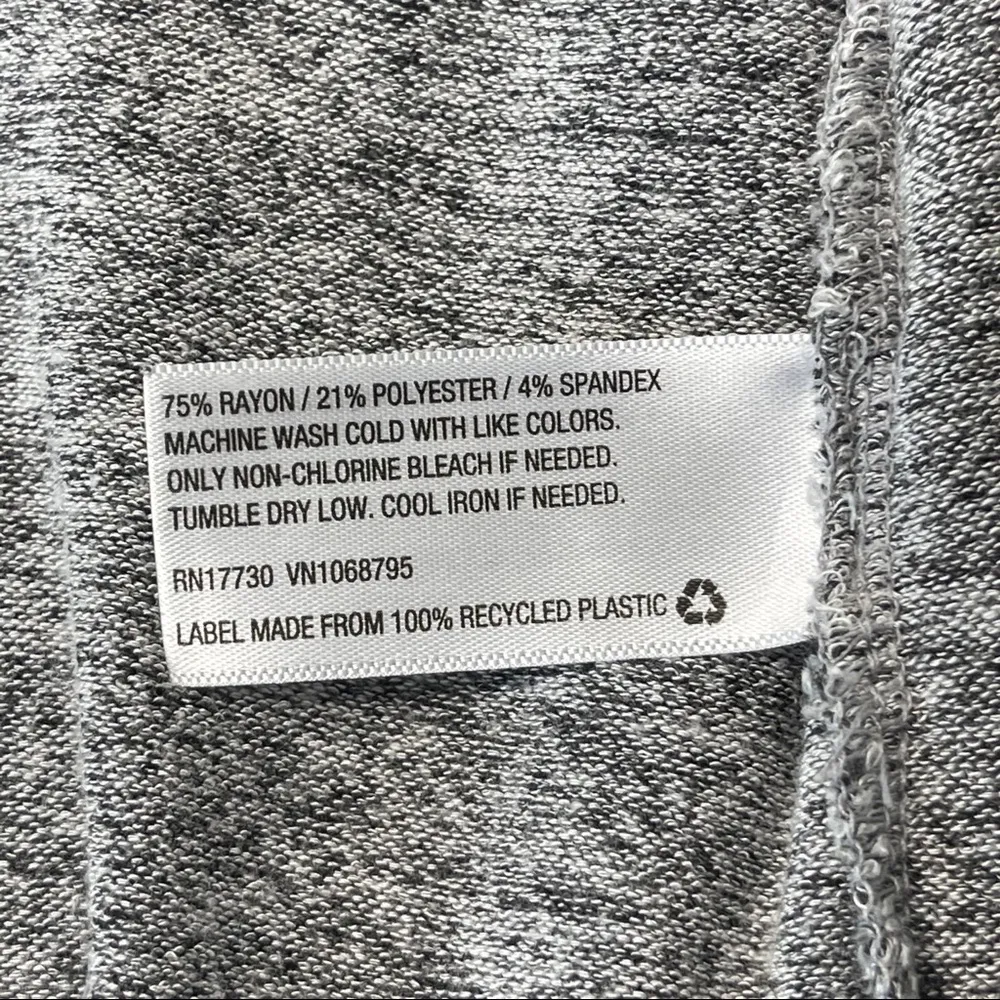 75% RAYON / 21% POLYESTER / 4% SPANDEX
MACHINE WASH COLD WITH LIKE COLORS.
ONLY NON-CHLORINE BLEACH IF NEEDED.
TUMBLE DRY LOW. COOL IRON IF NEEDED.
RN17730 VN1068795
LABEL MADE FROM 100% RECYCLED PLASTIC